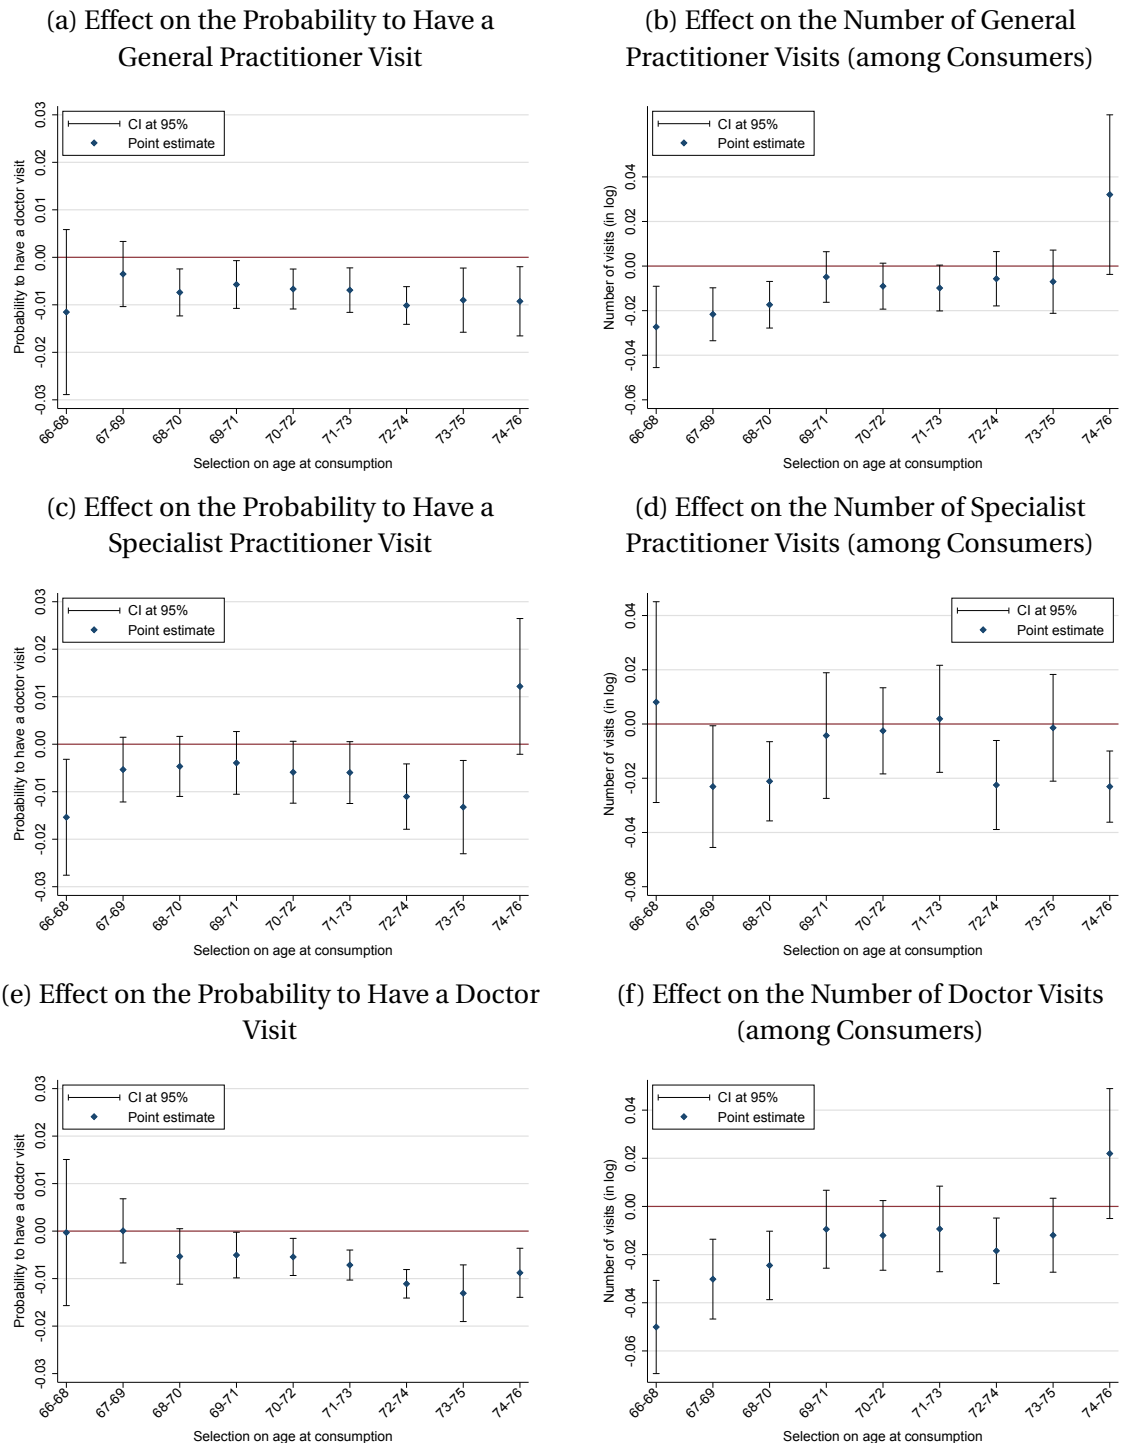 (a) Effect on the Probability to Have a
General Practitioner Visit
CI at 95%
Point estimate
Probability to have a doctor visit
0.03
0.02
0.01
0.00
-0.01
-0.02
-0.03
66-68
67-69
68-70
69-71
70-72
71-73
72-74
73-75
74-76
Selection on age at consumption
(b) Effect on the Number of General
Practitioner Visits (among Consumers)
CI at 95%
Point estimate
Number of visits (in log)
0.04
0.02
0.00
-0.02
-0.04
-0.06
66-68
67-69
68-70
69-71
70-72
71-73
72-74
73-75
74-76
Selection on age at consumption
(c) Effect on the Probability to Have a
Specialist Practitioner Visit
CI at 95%
Point estimate
Probability to have a doctor visit
0.03
0.02
0.01
0.00
-0.01
-0.02
-0.03
66-68
67-69
68-70
69-71
70-72
71-73
72-74
73-75
74-76
Selection on age at consumption
(d) Effect on the Number of Specialist
Practitioner Visits (among Consumers)
CI at 95%
Point estimate
Number of visits (in log)
0.04
0.02
0.00
-0.02
-0.04
-0.06
66-68
67-69
68-70
69-71
70-72
71-73
72-74
73-75
74-76
Selection on age at consumption
(e) Effect on the Probability to Have a Doctor
Visit
CI at 95%
Point estimate
Probability to have a doctor visit
0.03
0.02
0.01
0.00
-0.01
-0.02
-0.03
66-68
67-69
68-70
69-71
70-72
71-73
72-74
73-75
74-76
Selection on age at consumption
(f) Effect on the Number of Doctor Visits
(among Consumers)
CI at 95%
Point estimate
Number of visits (in log)
0.04
0.02
0.00
-0.02
-0.04
-0.06
66-68
67-69
68-70
69-71
70-72
71-73
72-74
73-75
74-76
Selection on age at consumption